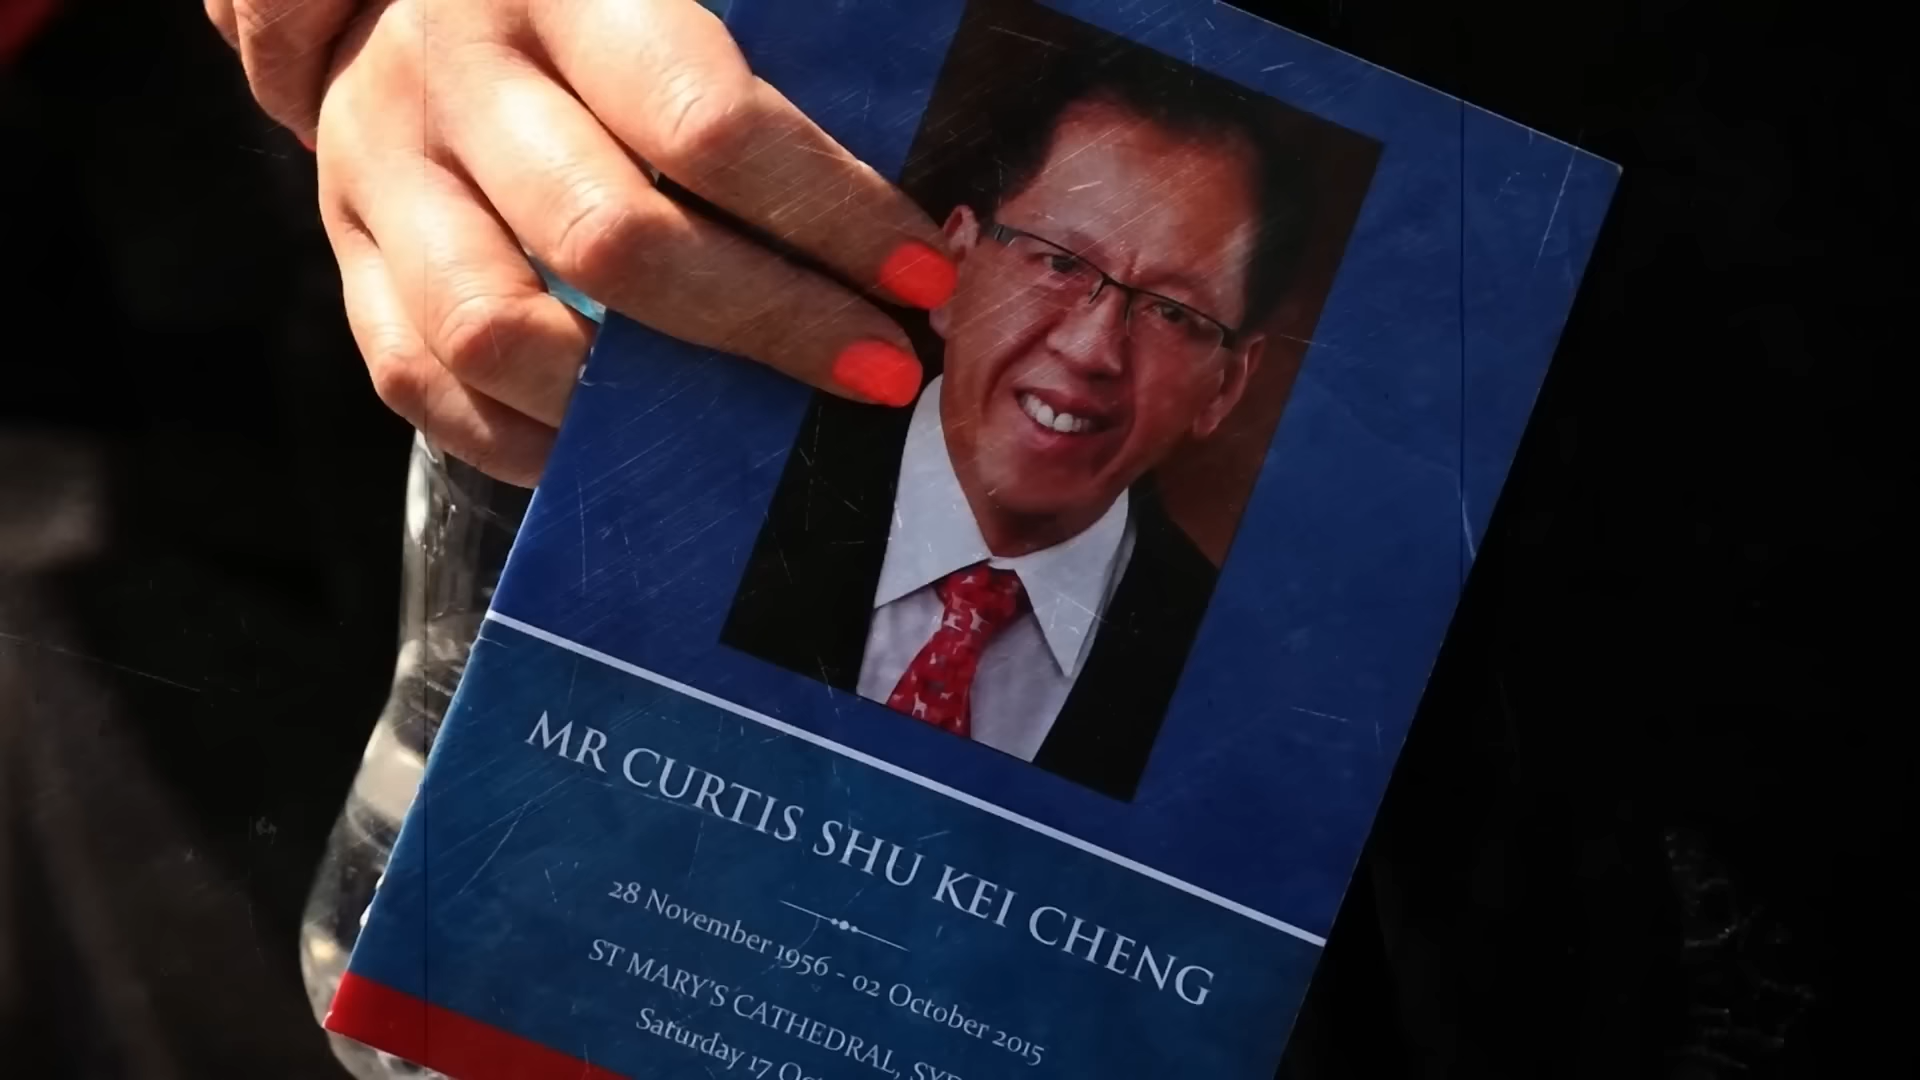 MR CURTIS SHU KEI CHENG
28 November 1956 - 02 October 2015
ST MARY'S CATHEDRAL,
Saturday 17